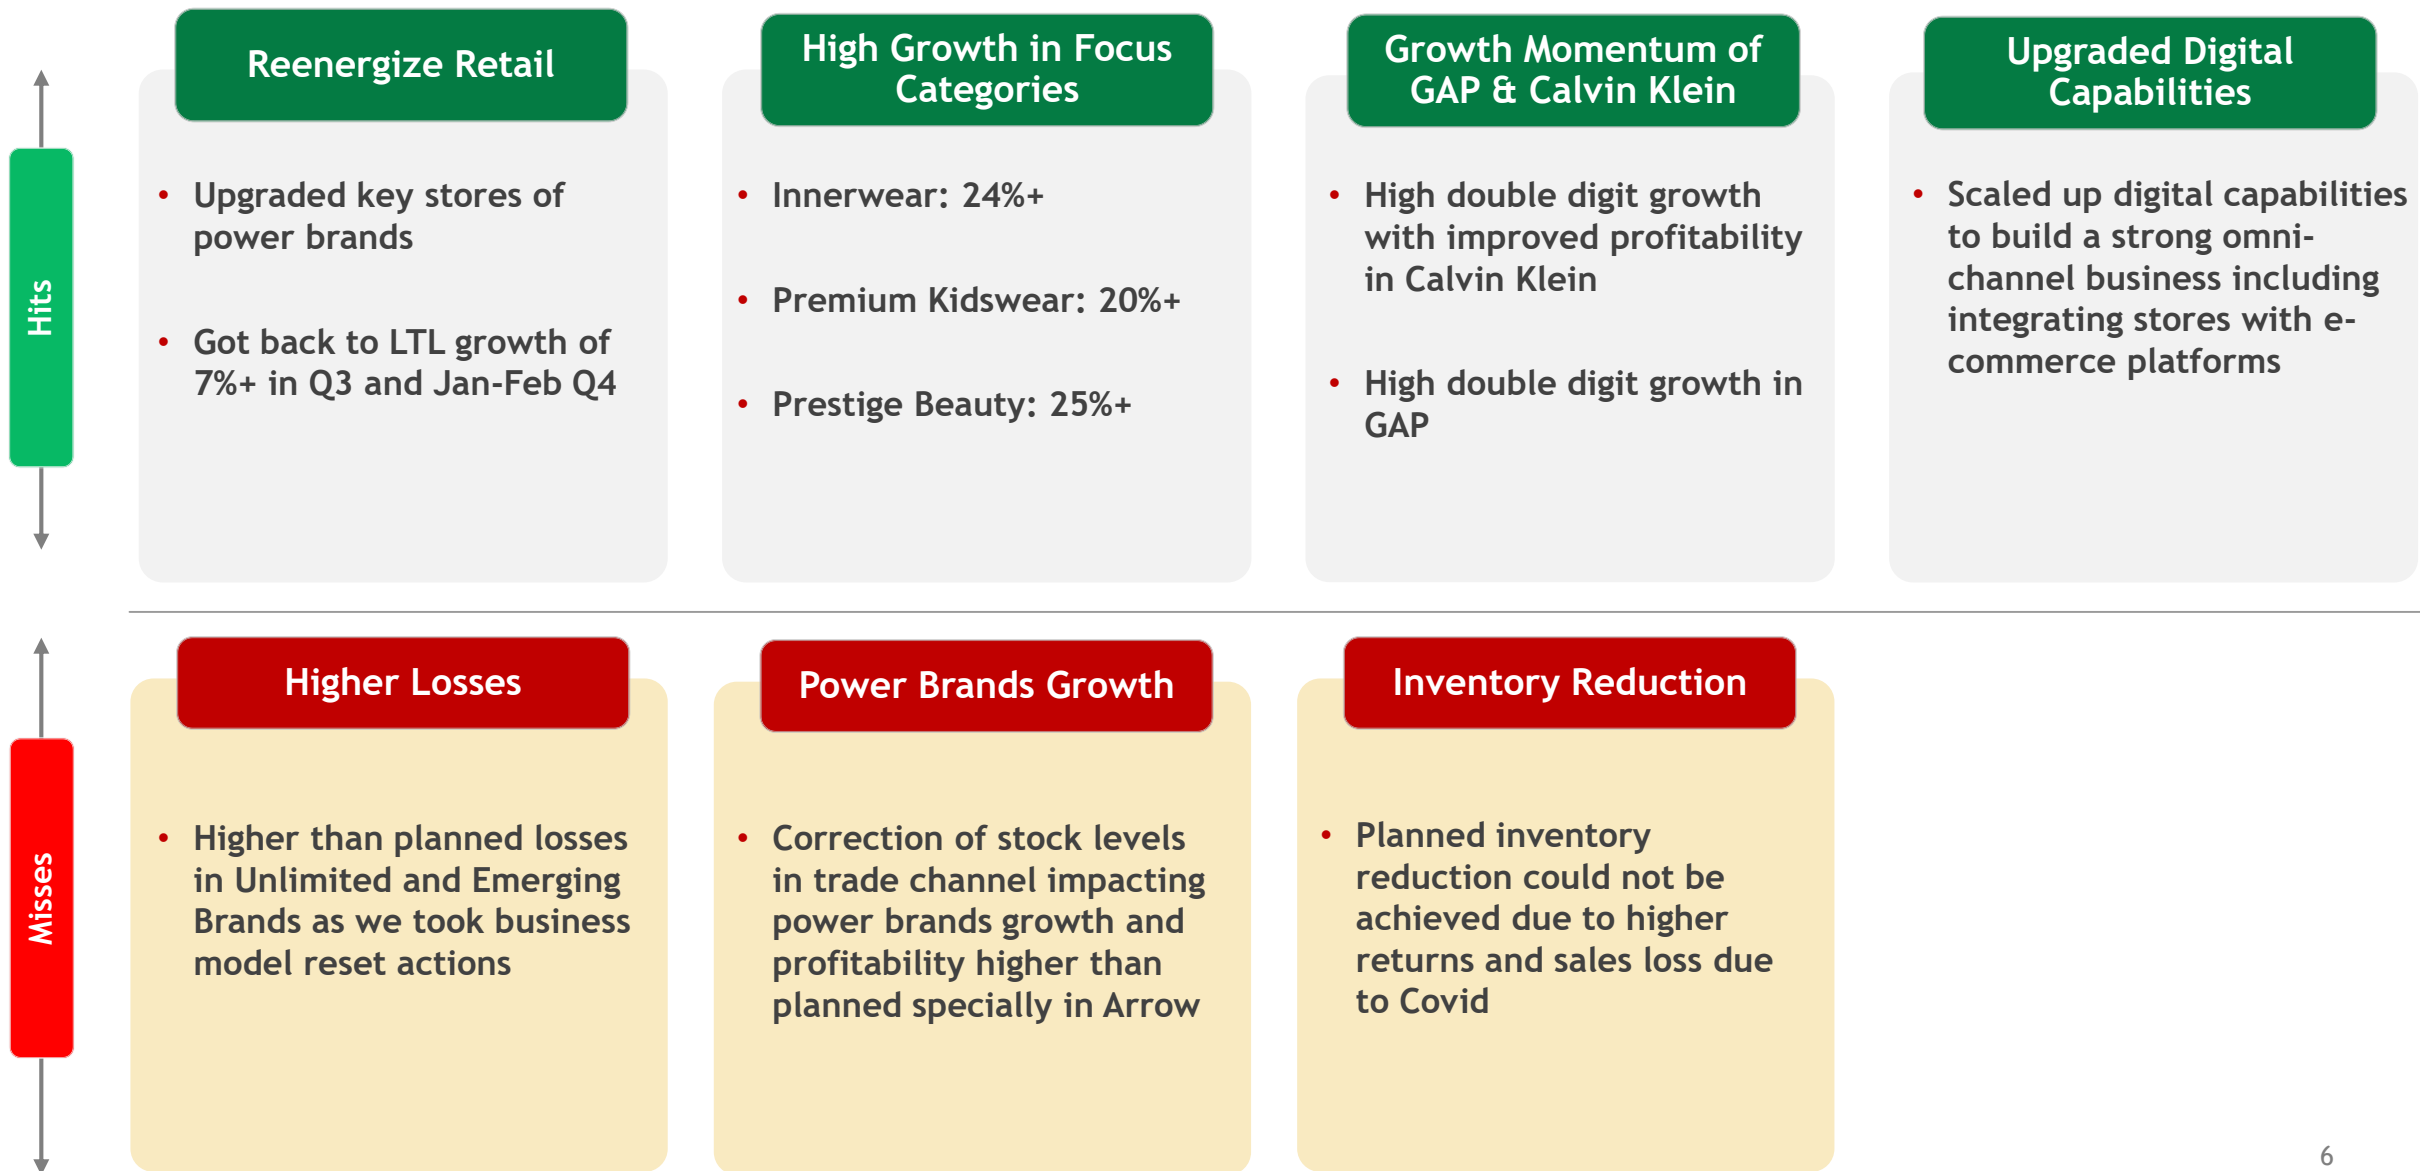 Hits
Reenergize Retail
• Upgraded key stores of
power brands
• Got back to LTL growth of
7%+ in Q3 and Jan-Feb Q4
High Growth in Focus
Categories
• Innerwear: 24%+
• Premium Kidswear: 20%+
• Prestige Beauty: 25%+
Growth Momentum of
GAP & Calvin Klein
• High double digit growth
with improved profitability
in Calvin Klein
• High double digit growth in
GAP
Upgraded Digital
Capabilities
• Scaled up digital capabilities
to build a strong omni-
channel business including
integrating stores with e-
commerce platforms
Misses
Higher Losses
• Higher than planned losses
in Unlimited and Emerging
Brands as we took business
model reset actions
Power Brands Growth
• Correction of stock levels
in trade channel impacting
power brands growth and
profitability higher than
planned specially in Arrow
Inventory Reduction
• Planned inventory
reduction could not be
achieved due to higher
returns and sales loss due
to Covid
6